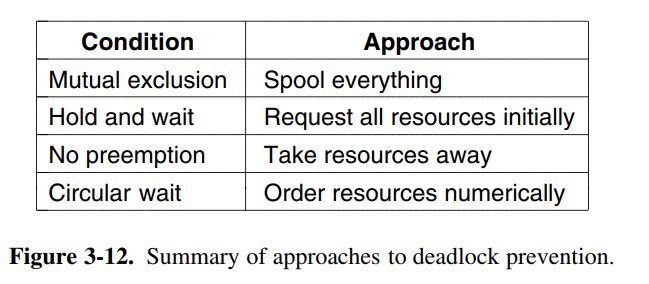 Condition Approach
Mutual exclusion Spool everything
Hold and wait Request all resources initially
No preemption Take resources away
Circular wait Order resources numerically
Figure 3-12. Summary of approaches to deadlock prevention.